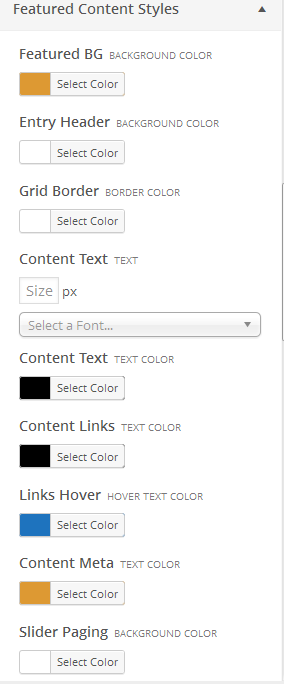 Featured Content Styles
Featured BG BACKGROUND COLOR
Select Color
Entry Header BACKGROUND COLOR
Select Color
Grid Border BORDER COLOR
Select Color
Content Text TEXT
Size px
Select a Font...
Content Text TEXT COLOR
Select Color
Content Links TEXT COLOR
Select Color
Links Hover HOVER TEXT COLOR
Select Color
Content Meta TEXT COLOR
Select Color
Slider Paging BACKGROUND COLOR
Select Color